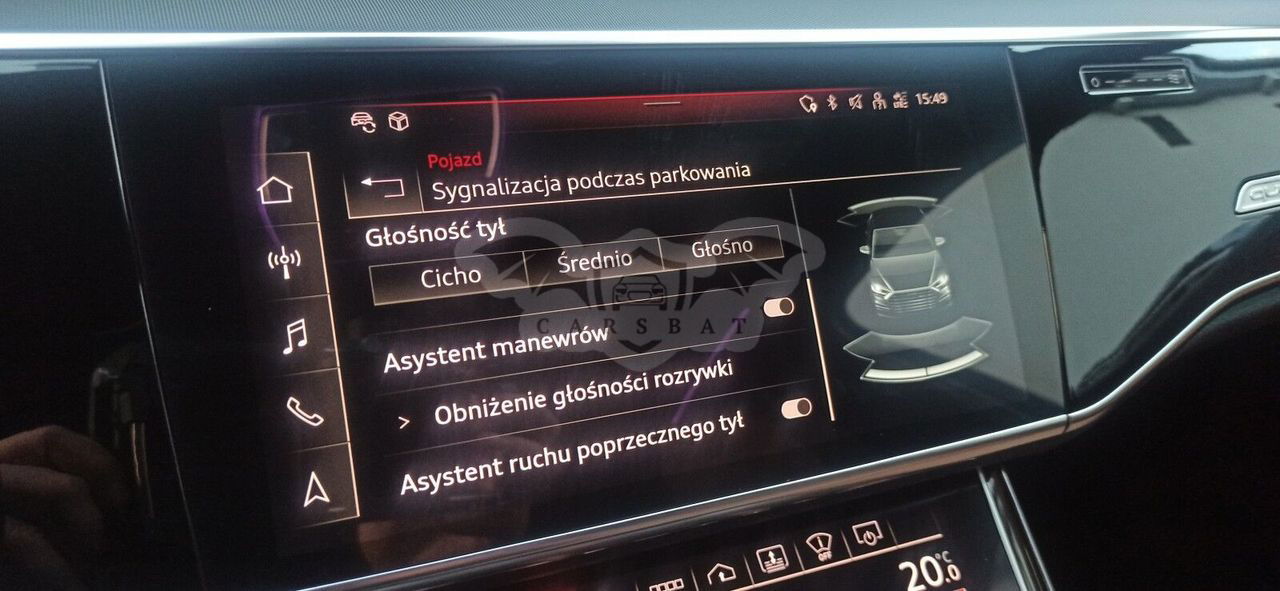 15:49
Pojazd
Sygnalizacja podczas parkowania
Głośność tył
Cicho Średnio Głośno
CARSBAT
Asystent manewrów
> Obniżenie głośności rozrywki
Asystent ruchu poprzecznego tył
OFF
20.0 °C